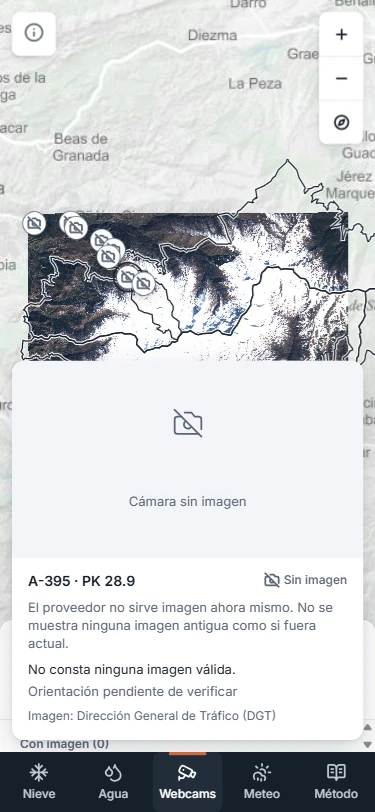 Darro
Diezma
La Peza
Beas de
Granada
Jérez
Cámara sin imagen
A-395 · PK 28.9
Sin imagen
El proveedor no sirve imagen ahora mismo. No se
muestra ninguna imagen antigua como si fuera
actual.
No consta ninguna imagen válida.
Orientación pendiente de verificar
Imagen: Dirección General de Tráfico (DGT)
Con imagen (0)
Nieve
Agua
Webcams
Meteo
Método